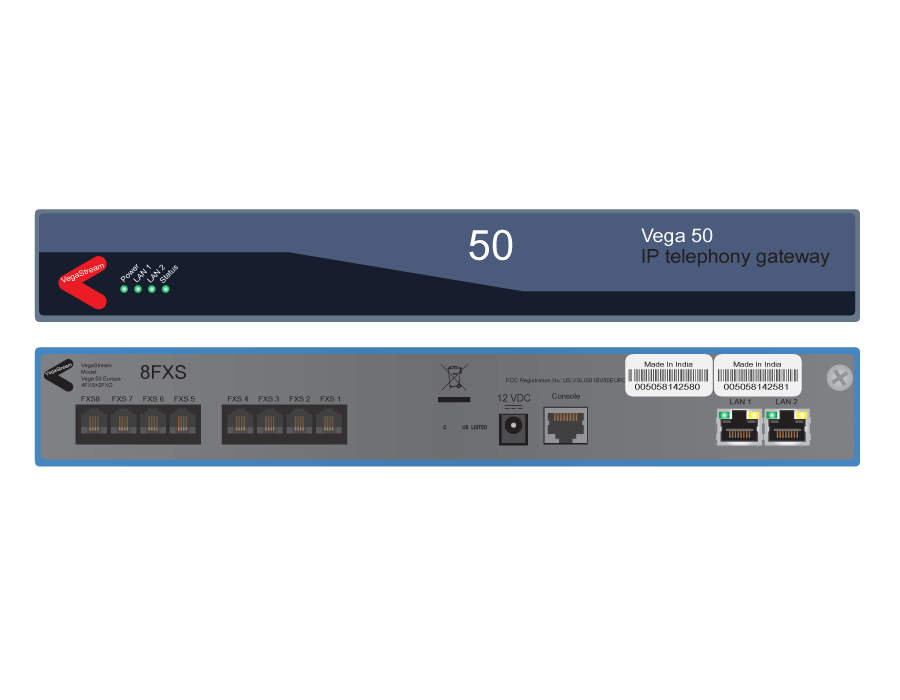 50
Vega 50
IP telephony gateway
VegaStream
Power
LAN 1
LAN 2
Status
VegaStream
VegaStream
Model
Vega 50 Europe
4FXS+2FXO
8FXS
FXS8 FXS 7 FXS 6 FXS 5
FXS 4 FXS 3 FXS 2 FXS 1
E US LISTED
FCC Registration No: US:VSLIS01BV50EURO
12 VDC
Console
Made In India
005058142580
Made In India
005058142581
LAN 1 LAN 2